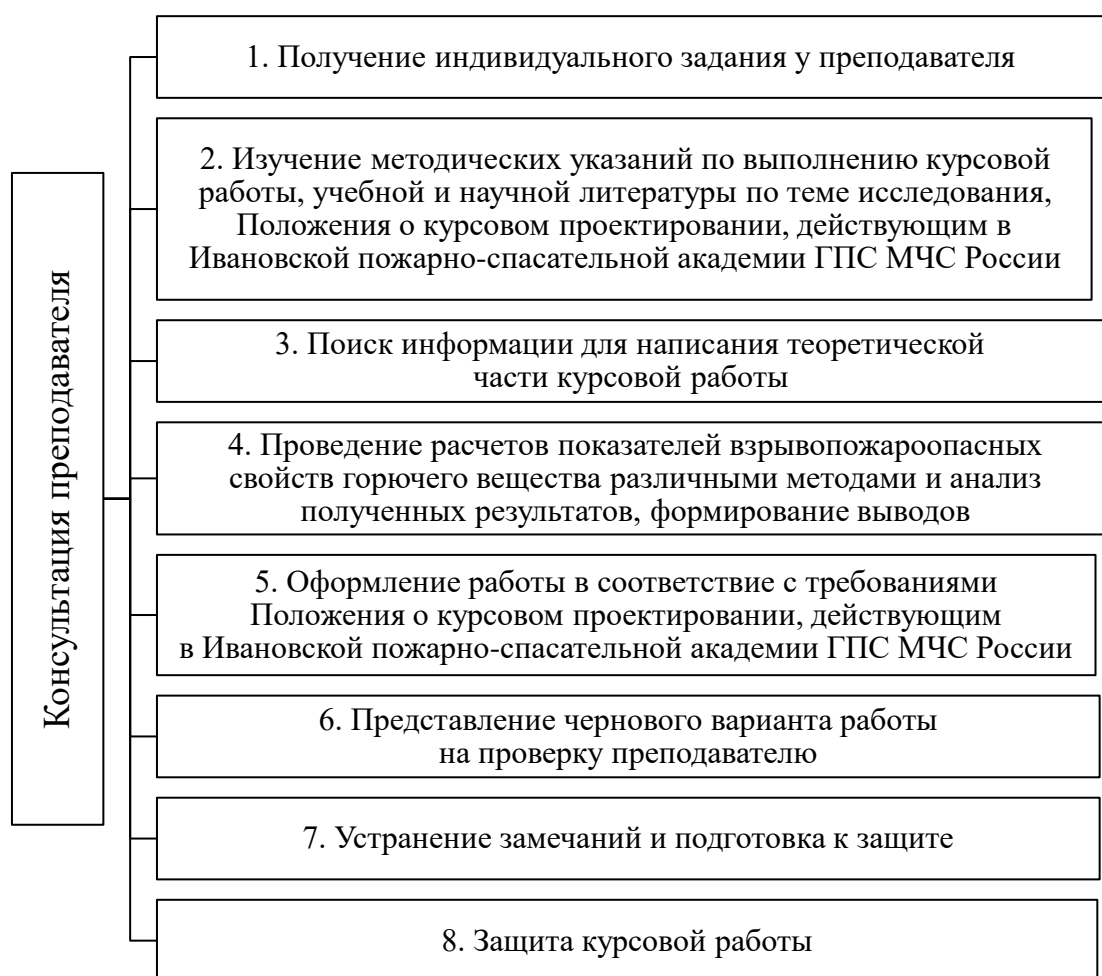 Консультация преподавателя
1. Получение индивидуального задания у преподавателя
2. Изучение методических указаний по выполнению курсовой
работы, учебной и научной литературы по теме исследования,
Положения о курсовом проектировании, действующим в
Ивановской пожарно-спасательной академии ГПС МЧС России
3. Поиск информации для написания теоретической
части курсовой работы
4. Проведение расчетов показателей взрывопожароопасных
свойств горючего вещества различными методами и анализ
полученных результатов, формирование выводов
5. Оформление работы в соответствие с требованиями
Положения о курсовом проектировании, действующим
в Ивановской пожарно-спасательной академии ГПС МЧС России
6. Представление чернового варианта работы
на проверку преподавателю
7. Устранение замечаний и подготовка к защите
8. Защита курсовой работы